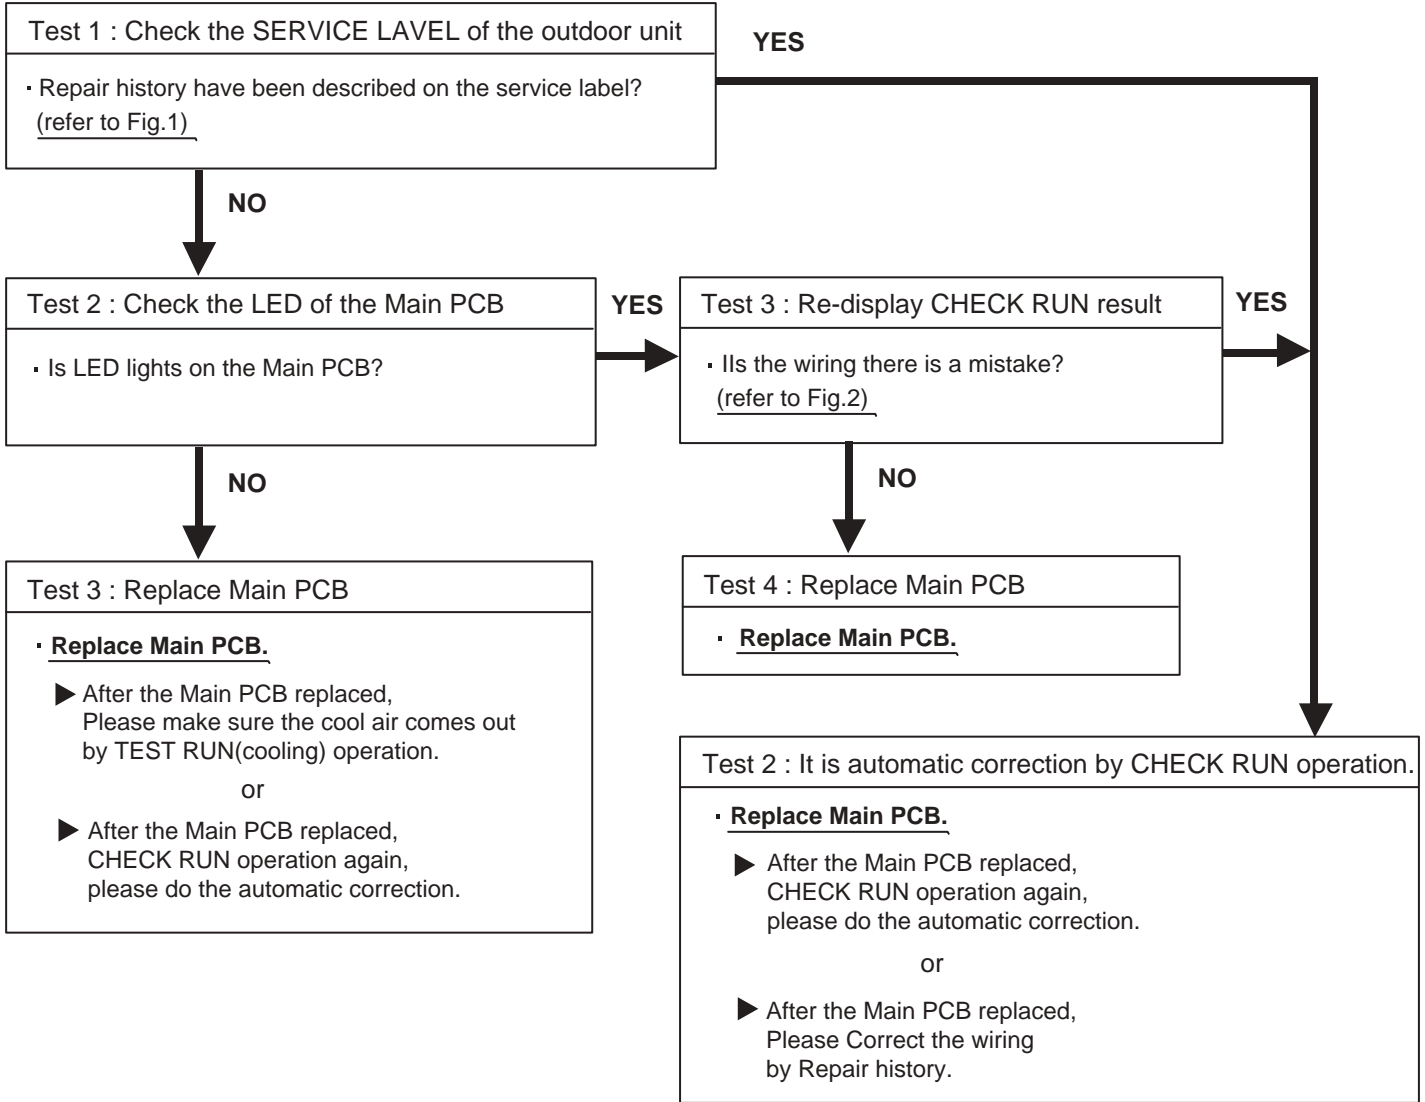 Test 1 : Check the SERVICE LAVEL of the outdoor unit
· Repair history have been described on the service label?
(refer to Fig.1)
YES
NO
Test 2 : Check the LED of the Main PCB
· Is LED lights on the Main PCB?
YES
Test 3 : Re-display CHECK RUN result
· IIs the wiring there is a mistake?
(refer to Fig.2)
YES
NO
NO
Test 3 : Replace Main PCB
· Replace Main PCB.
▶ After the Main PCB replaced,
Please make sure the cool air comes out
by TEST RUN(cooling) operation.
or
▶ After the Main PCB replaced,
CHECK RUN operation again,
please do the automatic correction.
Test 4 : Replace Main PCB
· Replace Main PCB.
Test 2 : It is automatic correction by CHECK RUN operation.
· Replace Main PCB.
▶ After the Main PCB replaced,
CHECK RUN operation again,
please do the automatic correction.
or
▶ After the Main PCB replaced,
Please Correct the wiring
by Repair history.